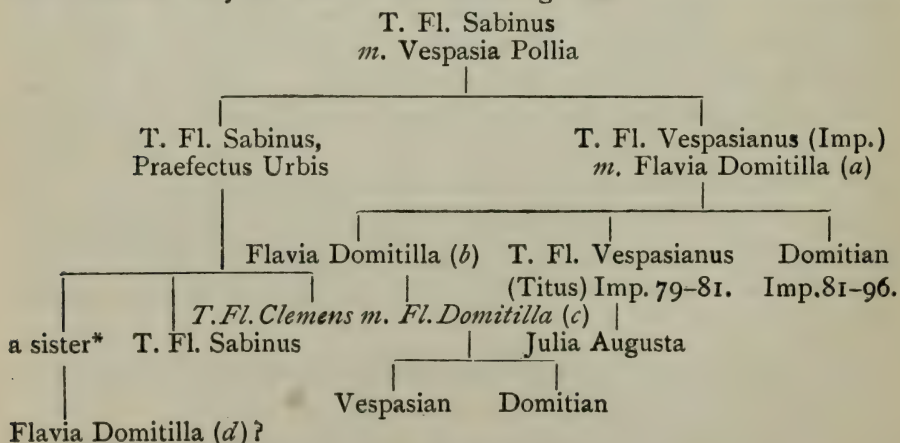 T. Fl. Sabinus
m. Vespasia Pollia
T. Fl. Sabinus,
Praefectus Urbis
T. Fl. Vespasianus (Imp.)
m. Flavia Domitilla (a)
Flavia Domitilla (b) T. Fl. Vespasianus Domitian
(Titus) Imp. 79–81. Imp. 81–96.
T. Fl. Clemens m. Fl. Domitilla (c)
a sister* T. Fl. Sabinus Julia Augusta
Vespasian Domitian
Flavia Domitilla (d)?